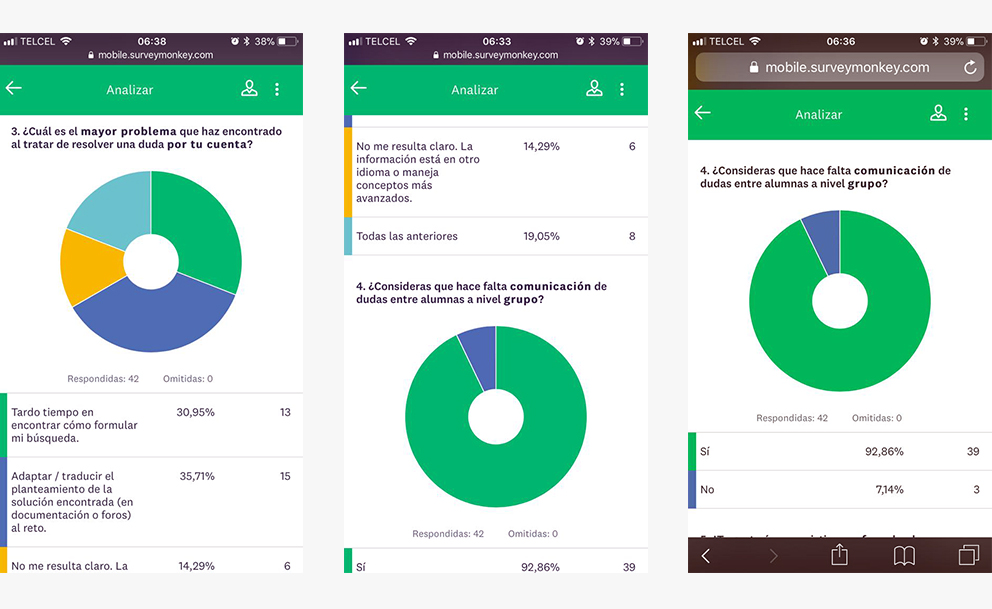 TELCEL 06:38 38%
mobile.surveymonkey.com
Analizar
3. ¿Cuál es el mayor problema que haz encontrado
al tratar de resolver una duda por tu cuenta?
Respondidas: 42 Omitidas: 0
Tardo tiempo en 30,95% 13
encontrar cómo formular
mi búsqueda.
Adaptar / traducir el 35,71% 15
planteamiento de la
solución encontrada (en
documentación o foros)
al reto.
No me resulta claro. La 14,29% 6
TELCEL 06:33 39%
mobile.surveymonkey.com
Analizar
No me resulta claro. La 14,29% 6
información está en otro
idioma o maneja
conceptos más
avanzados.
Todas las anteriores 19,05% 8
4. ¿Consideras que hace falta comunicación de
dudas entre alumnas a nivel grupo?
Respondidas: 42 Omitidas: 0
Sí 92,86% 39
TELCEL 06:36 39%
mobile.surveymonkey.com
Analizar
4. ¿Consideras que hace falta comunicación de
dudas entre alumnas a nivel grupo?
Respondidas: 42 Omitidas: 0
Sí 92,86% 39
No 7,14% 3